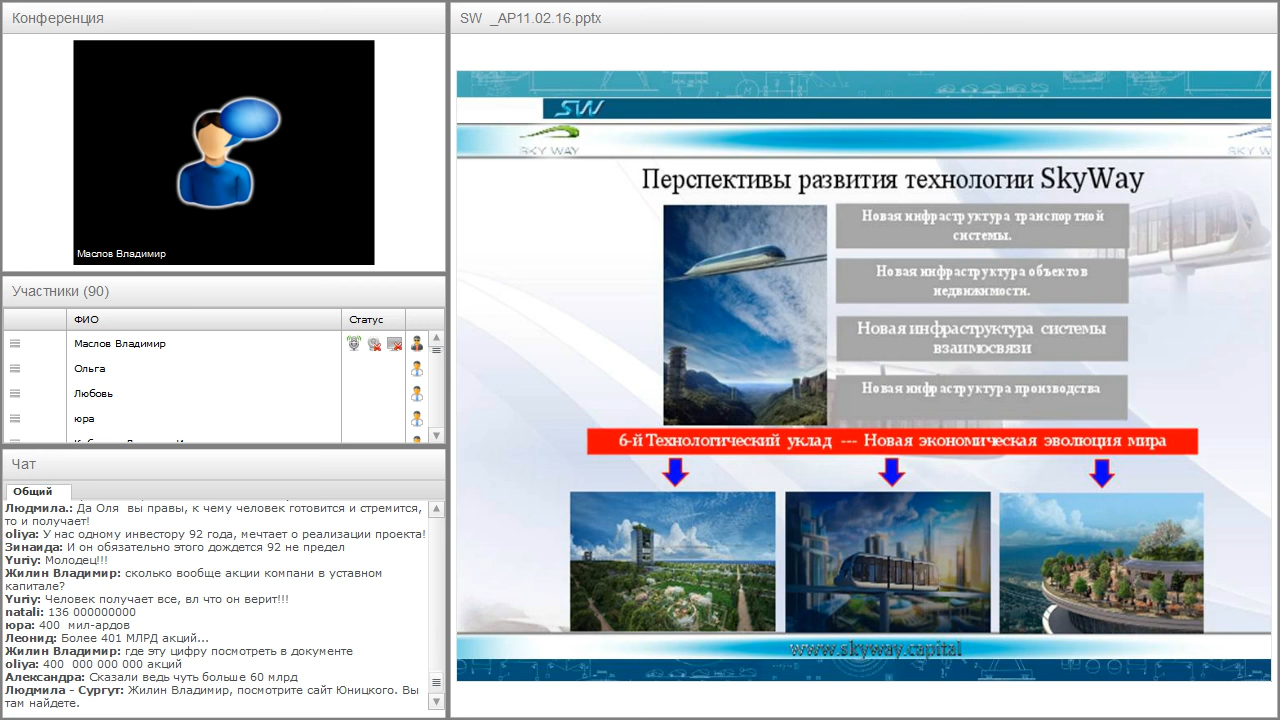 Конференция
Маслов Владимир
Участники (90)
ФИО
Статус
Маслов Владимир
Ольга
Любовь
юра
Чат
Общий
Людмила.: Да Оля вы правы, к чему человек готовится и стремится,
то и получает!
oliya: У нас одному инвестору 92 года, мечтает о реализации проекта!
Зинаида: И он обязательно этого дождется 92 не предел
Yuriy: Молодец!!!
Жилин Владимир: сколько вообще акции компани в уставном
капитале?
Yuriy: Человек получает все, вл что он верит!!!
natali: 136 000000000
юра: 400 мил-ардов
Леонид: Более 401 МЛРД акций...
Жилин Владимир: где эту цифру посмотреть в документе
oliya: 400 000 000 000 акций
Александра: Сказали ведь чуть больше 60 млрд
Людмила - Сургут: Жилин Владимир, посмотрите сайт Юницкого. Вы
там найдете.
SW _AP11.02.16.pptx
SW
SKY WAY
SKY W
Перспективы развития технологии SkyWay
Новая инфраструктура транспортной
системы.
Новая инфраструктура объектов
недвижимости.
Новая инфраструктура системы
взаимосвязи
Новая инфраструктура производства
6-й Технологический уклад --- Новая экономическая эволюция мира
www.skyway.capital